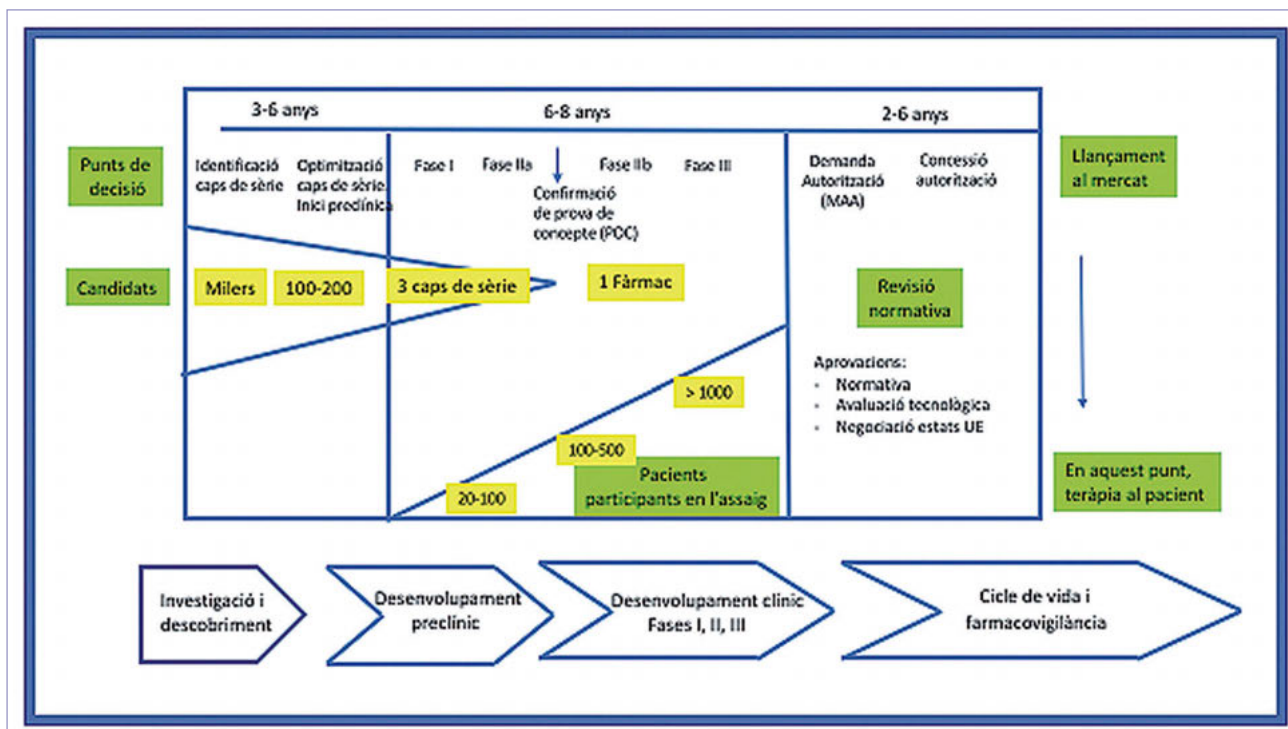 3-6 anys
6-8 anys
2-6 anys
Punts de
decisió
Identificació
caps de sèrie
Optimització
caps de sèrie.
Inici preclínica
Fase I
Fase IIa
Fase IIb
Fase III
Confirmació
de prova de
concepte (POC)
Demanda
Autorització
(MAA)
Concessió
autorització
Llançament
al mercat
Candidats
Milers
100-200
3 caps de sèrie
1 Fàrmac
Revisió
normativa
Aprovacions:
- Normativa
- Avaluació tecnològica
- Negociació estats UE
> 1000
100-500
20-100
Pacients
participants en l'assaig
En aquest punt,
teràpia al pacient
Investigació i
descobriment
Desenvolupament
preclínic
Desenvolupament clínic
Fases I, II, III
Cicle de vida i
farmacovigilància